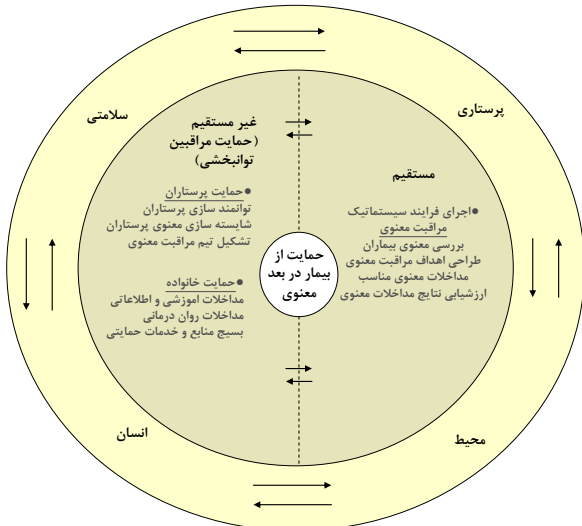 پرستاری
سلامتی
مستقیم
●اجرای فرایند سیستماتیک
مراقبت معنوی
بررسی معنوی بیماران
طراحی اهداف مراقبت معنوی
مداخلات معنوی مناسب
ارزشیابی نتایج مداخلات معنوی
حمایت از
بیمار در بعد
معنوی
غیر مستقیم
(حمایت مراقبین
توانبخشی)
●حمایت پرستاران
توانمند سازی پرستاران
شایسته سازی معنوی پرستاران
تشکیل تیم مراقبت معنوی
●حمایت خانواده
مداخلات اموزشی و اطلاعاتی
مداخلات روان درمانی
بسیج منابع و خدمات حمایتی
محیط
انسان